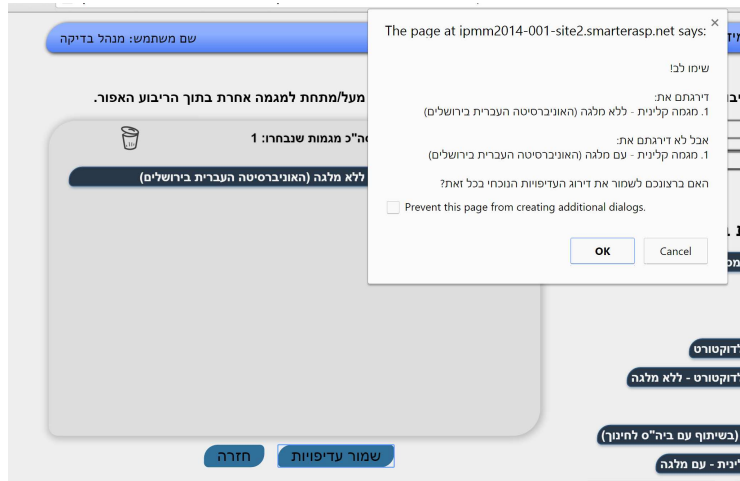 שם משתמש: מנהל בדיקה
The page at ipmm2014-001-site2.smarterasp.net says:
שימו לב!
דירגתם את:
1. מגמה קלינית - ללא מלגה (האוניברסיטה העברית בירושלים)
אבל לא דירגתם את:
1. מגמה קלינית - עם מלגה (האוניברסיטה העברית בירושלים)
האם ברצונכם לשמור את דירוג העדיפויות הנוכחי בכל זאת?
Prevent this page from creating additional dialogs.
OK
Cancel
מעל/מתחת למגמה אחרת בתוך הריבוע האפור.
סה"כ מגמות שנבחרו: 1
ללא מלגה (האוניברסיטה העברית בירושלים)
לדוקטורט
לדוקטורט - ללא מלגה
(בשיתוף עם ביה"ס לחינוך)
לינית - עם מלגה
שמור עדיפויות
חזרה